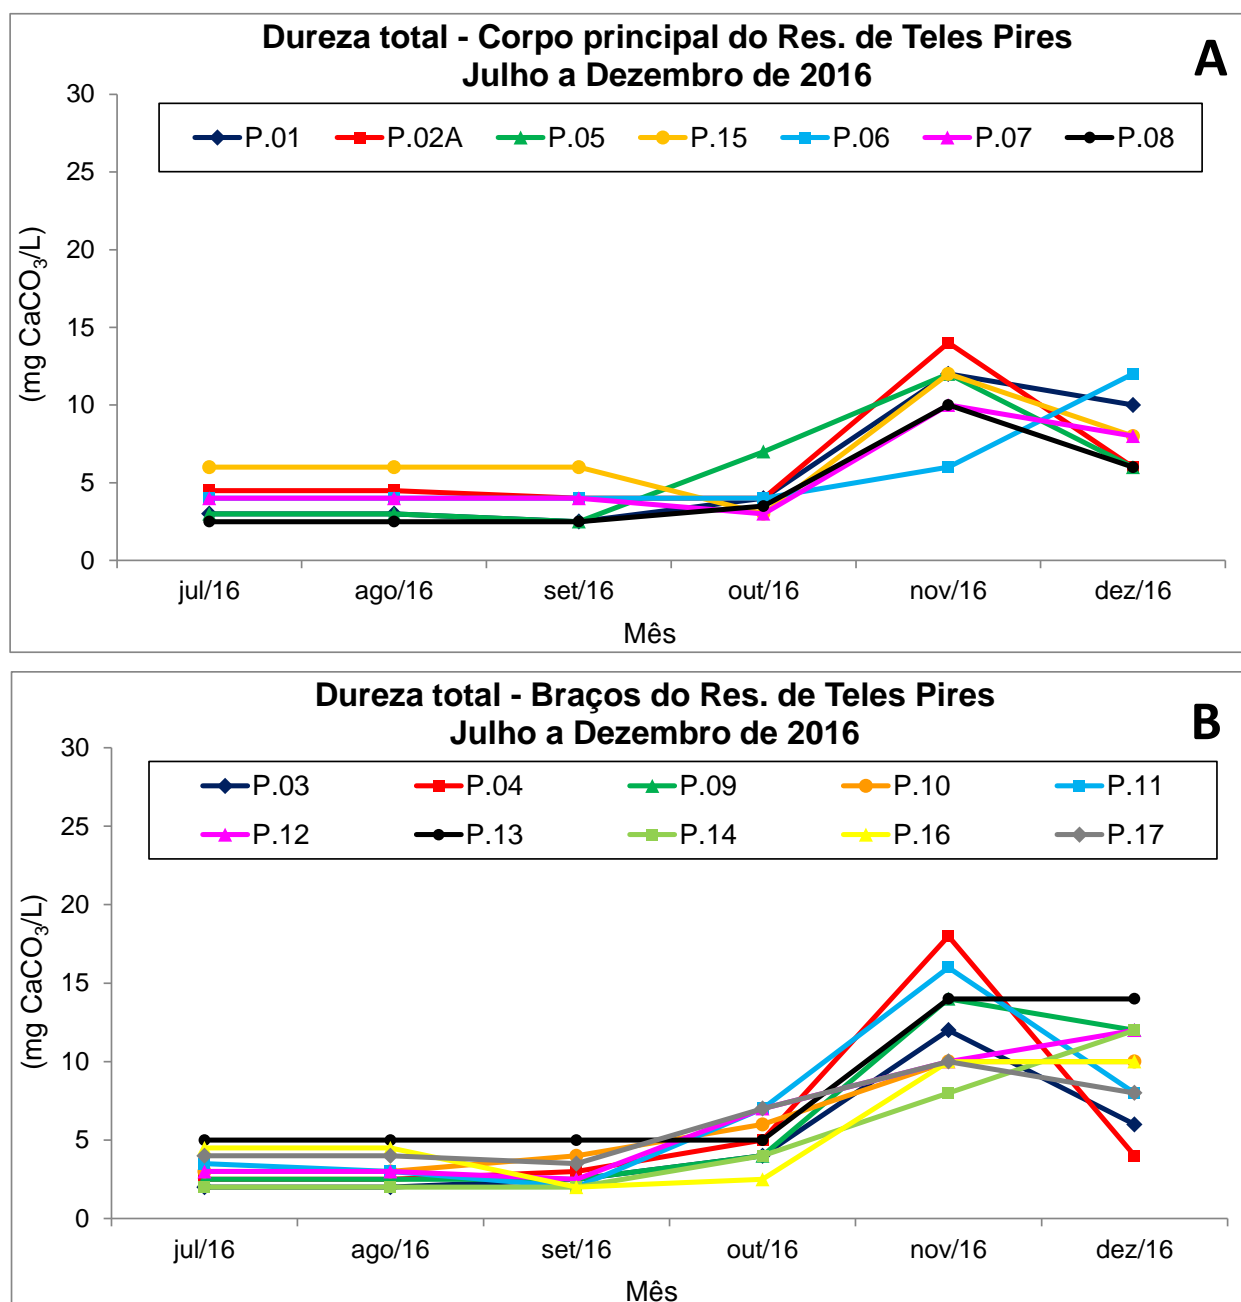 Dureza total - Corpo principal do Res. de Teles Pires
Julho a Dezembro de 2016
A
30
25
20
15
10
5
0
(mg CaCO₃/L)
P.01 P.02A P.05 P.15 P.06 P.07 P.08
jul/16 ago/16 set/16 out/16 nov/16 dez/16
Mês
Dureza total - Braços do Res. de Teles Pires
Julho a Dezembro de 2016
B
30
25
20
15
10
5
0
(mg CaCO₃/L)
P.03 P.04 P.09 P.10 P.11
P.12 P.13 P.14 P.16 P.17
jul/16 ago/16 set/16 out/16 nov/16 dez/16
Mês